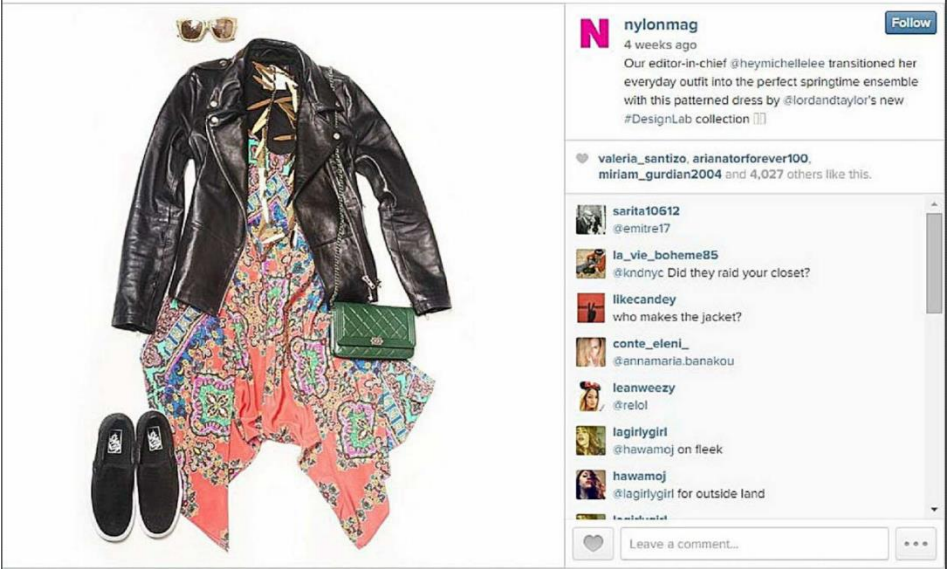 N
nylonmag
Follow
4 weeks ago
Our editor-in-chief @heymichellelee transitioned her
everyday outfit into the perfect springtime ensemble
with this patterned dress by @lordandtaylor's new
#DesignLab collection
valeria_santizo, arianatorforever100,
miriam_gurdian2004 and 4,027 others like this.
sarita10612
@emitre17
la_vie_boheme85
@kndnyc Did they raid your closet?
likecandey
who makes the jacket?
conte_eleni_
@annamaria.banakou
leanweezy
@relol
lagirlygirl
@hawamoj on fleek
hawamoj
@lagirlygirl for outside land
Leave a comment...